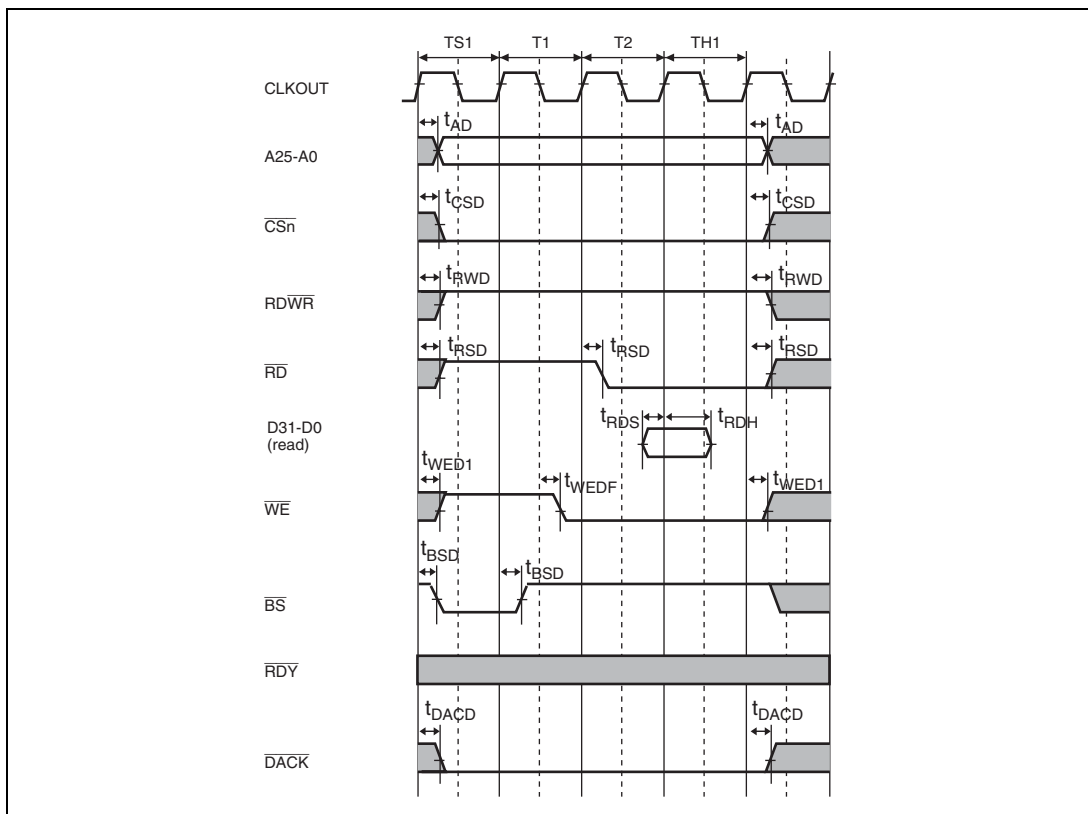 TS1 T1 T2 TH1
CLKOUT
tAD tAD
A25-A0
tCSD tCSD
CSn
tRWD tRWD
RDWR
tRSD tRSD tRSD
RD
tRDS tRDH
D31-D0
(read)
tWED1 tWEDF tWED1
WE
tBSD tBSD
BS
RDY
tDACD tDACD
DACK